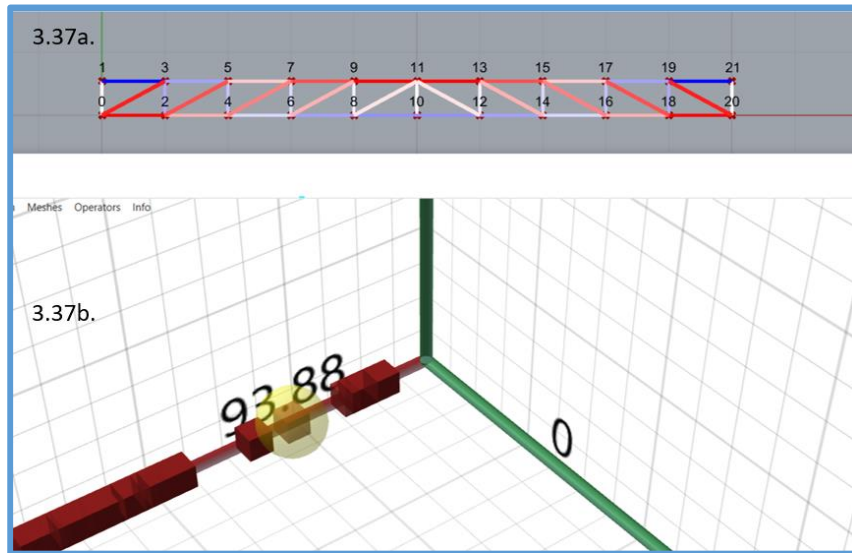 3.37a.
1 3 5 7 9 11 13 15 17 19 21
0 2 4 6 8 10 12 14 16 18 20
Meshes Operators Info
3.37b.
93.88
0